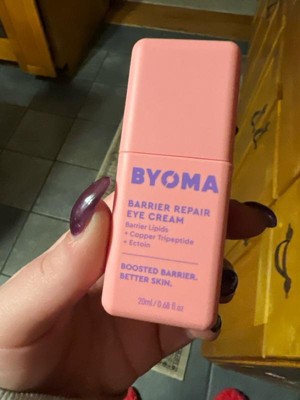 BYOMA
BARRIER REPAIR
EYE CREAM
Barrier Lipids
+ Copper Tripeptide
+ Ectoin
BOOSTED BARRIER.
BETTER SKIN.
20ml / 0.68 fl oz